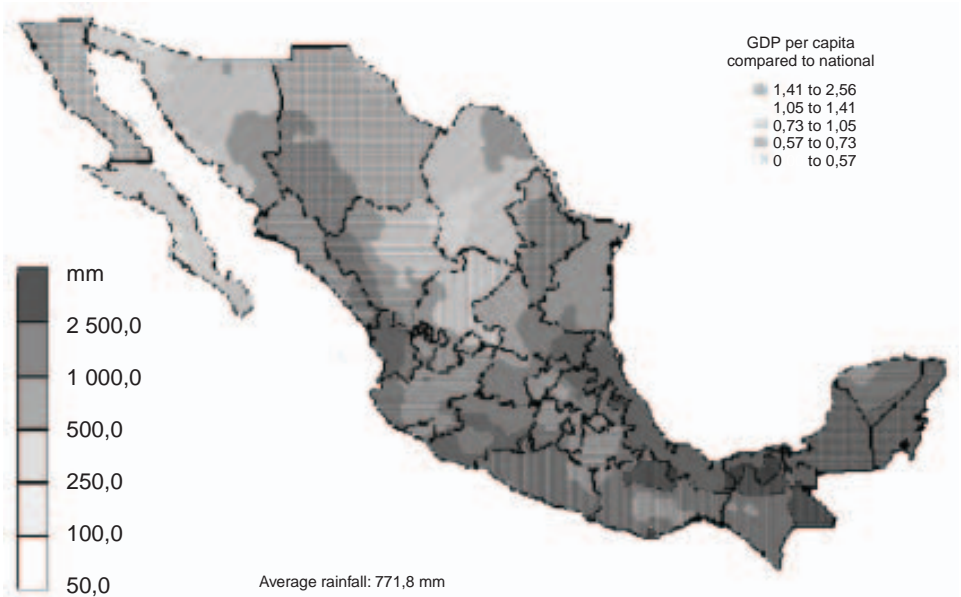 GDP per capita
compared to national
1,41 to 2,56
1,05 to 1,41
0,73 to 1,05
0,57 to 0,73
0 to 0,57
mm
2 500,0
1 000,0
500,0
250,0
100,0
50,0
Average rainfall: 771,8 mm